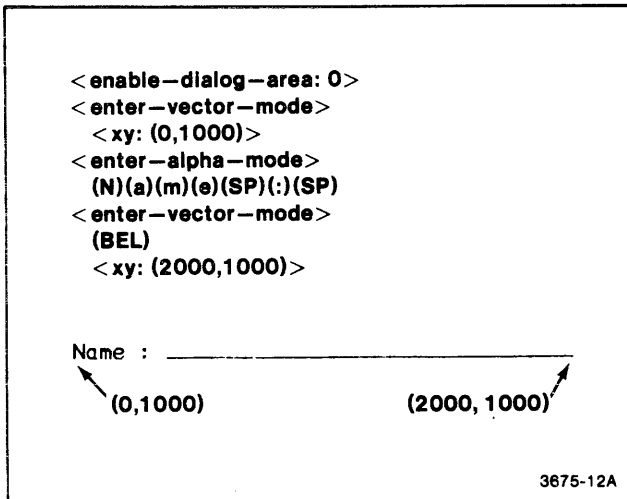 <enable—dialog—area: 0>
<enter—vector—mode>
<xy: (0,1000)>
<enter—alpha—mode>
(N)(a)(m)(e)(SP)(:)(SP)
<enter—vector—mode>
(BEL)
<xy: (2000,1000)>
Name : ______________________
(0,1000) (2000, 1000)
3675-12A